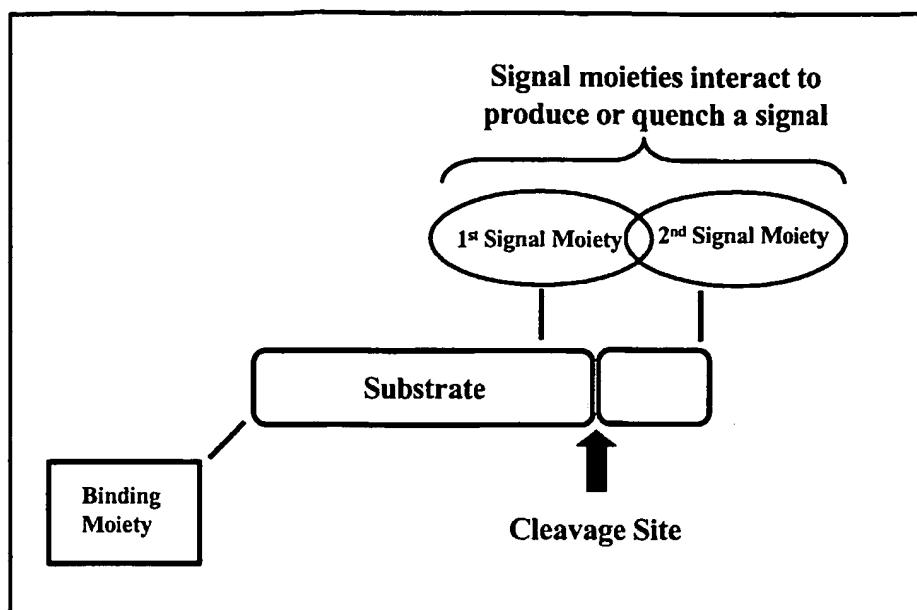 Signal moieties interact to
produce or quench a signal
1st Signal Moiety
2nd Signal Moiety
Substrate
Binding
Moiety
Cleavage Site